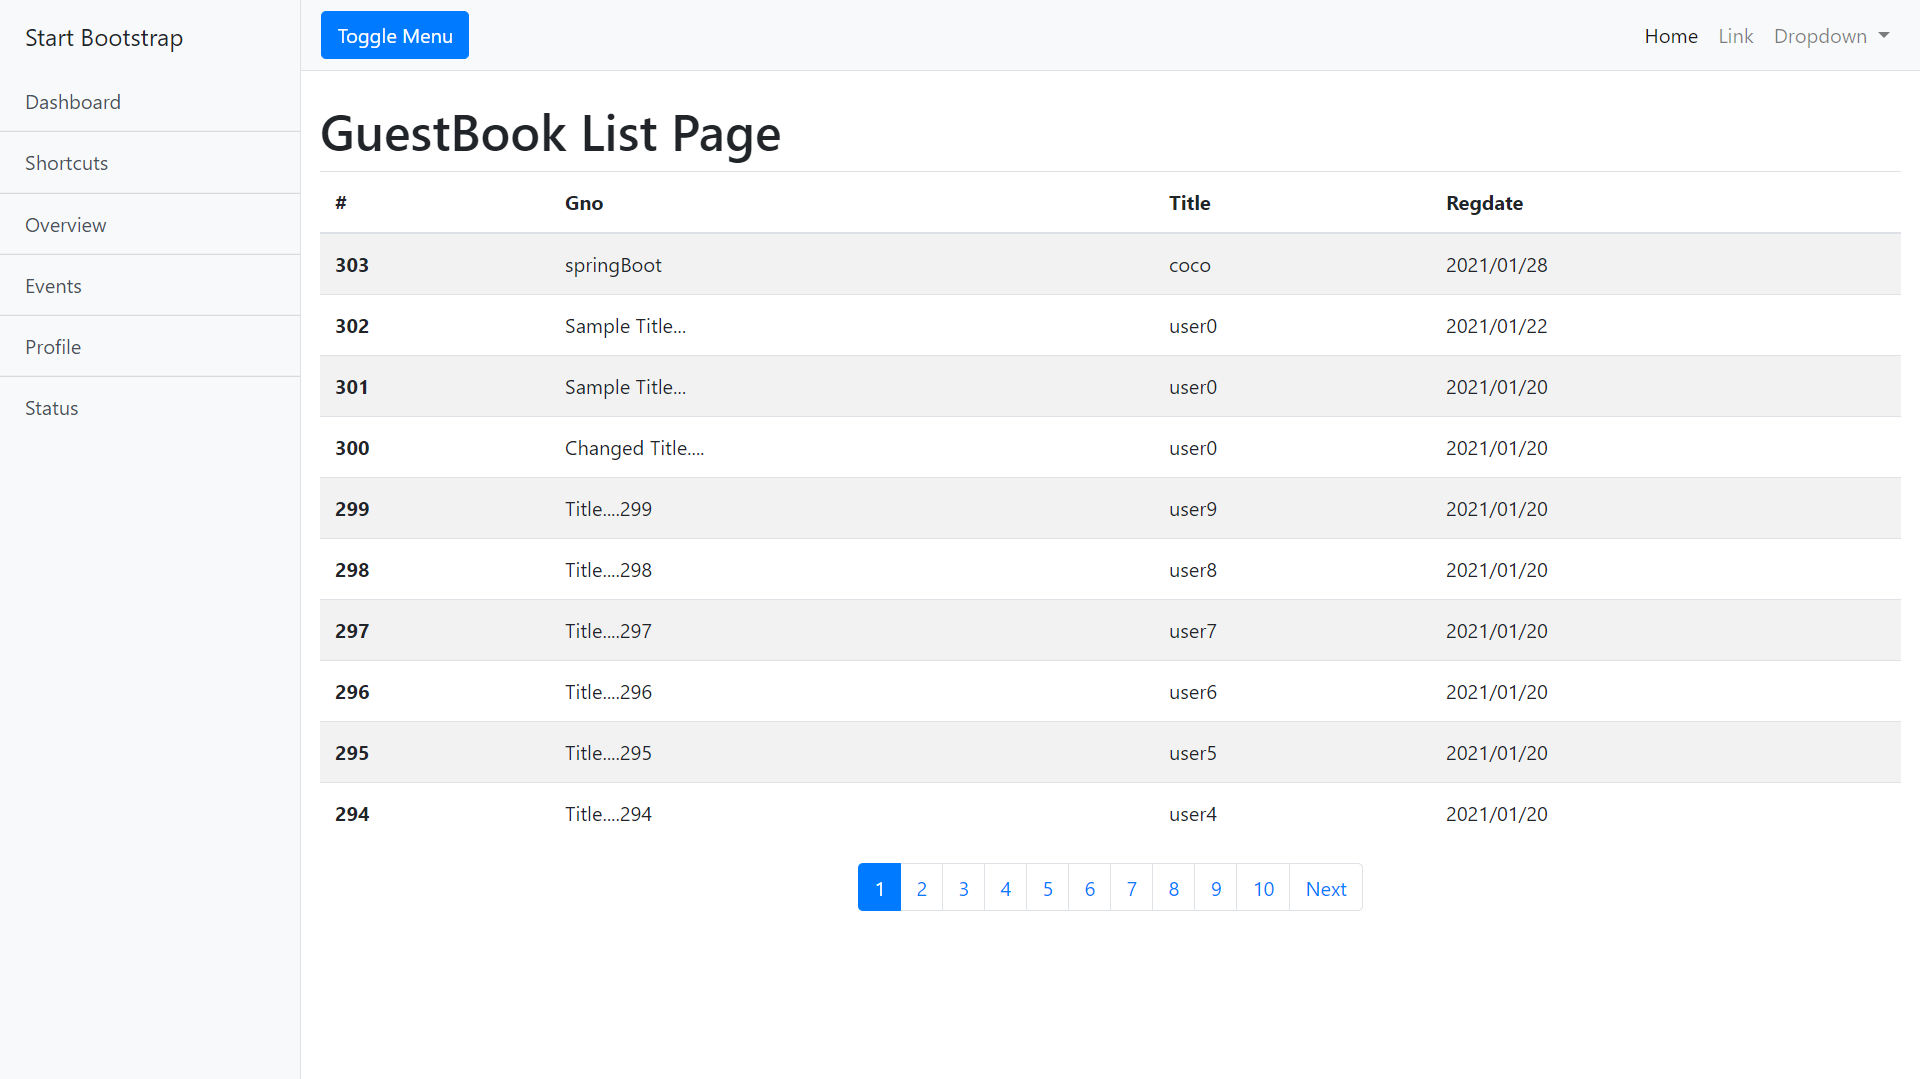 Start Bootstrap
Dashboard
Shortcuts
Overview
Events
Profile
Status
Toggle Menu
Home Link Dropdown
GuestBook List Page
# Gno Title Regdate
303 springBoot coco 2021/01/28
302 Sample Title... user0 2021/01/22
301 Sample Title... user0 2021/01/20
300 Changed Title.... user0 2021/01/20
299 Title....299 user9 2021/01/20
298 Title....298 user8 2021/01/20
297 Title....297 user7 2021/01/20
296 Title....296 user6 2021/01/20
295 Title....295 user5 2021/01/20
294 Title....294 user4 2021/01/20
1 2 3 4 5 6 7 8 9 10 Next